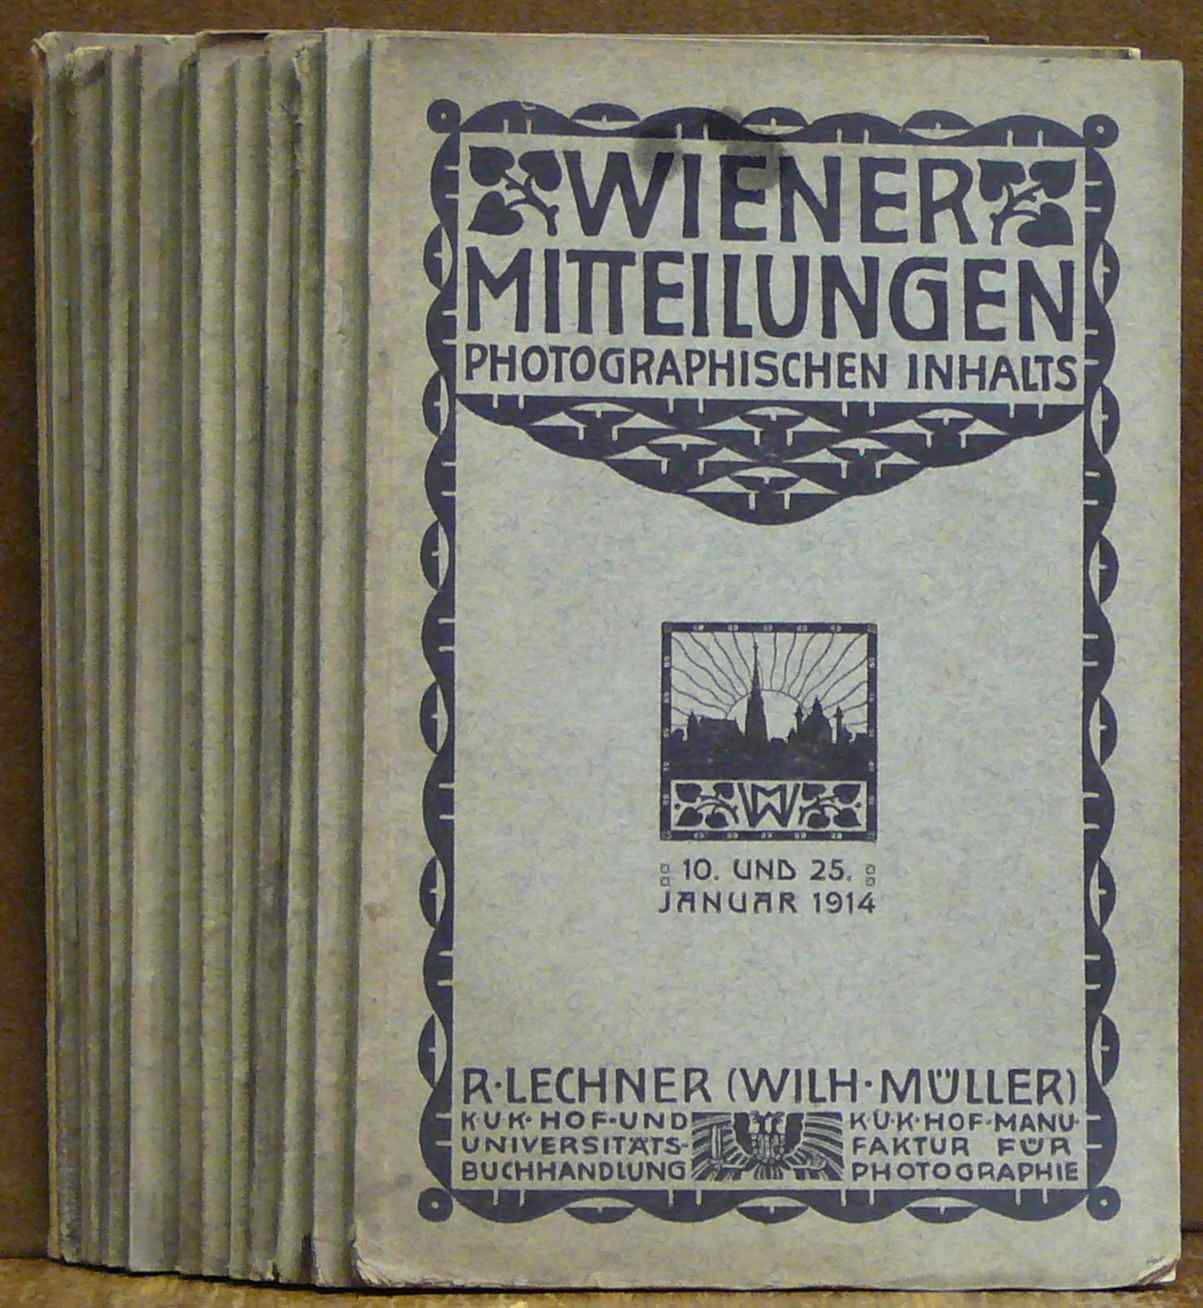 WIENER
MITTEILUNGEN
PHOTOGRAPHISCHEN INHALTS
WM
10. UND 25.
JANUAR 1914
R·LECHNER (WILH·MÜLLER)
K·U·K·HOF-UND
UNIVERSITÄTS-
BUCHHANDLUNG
K·U·K·HOF-MANU-
FAKTUR FÜR
PHOTOGRAPHIE